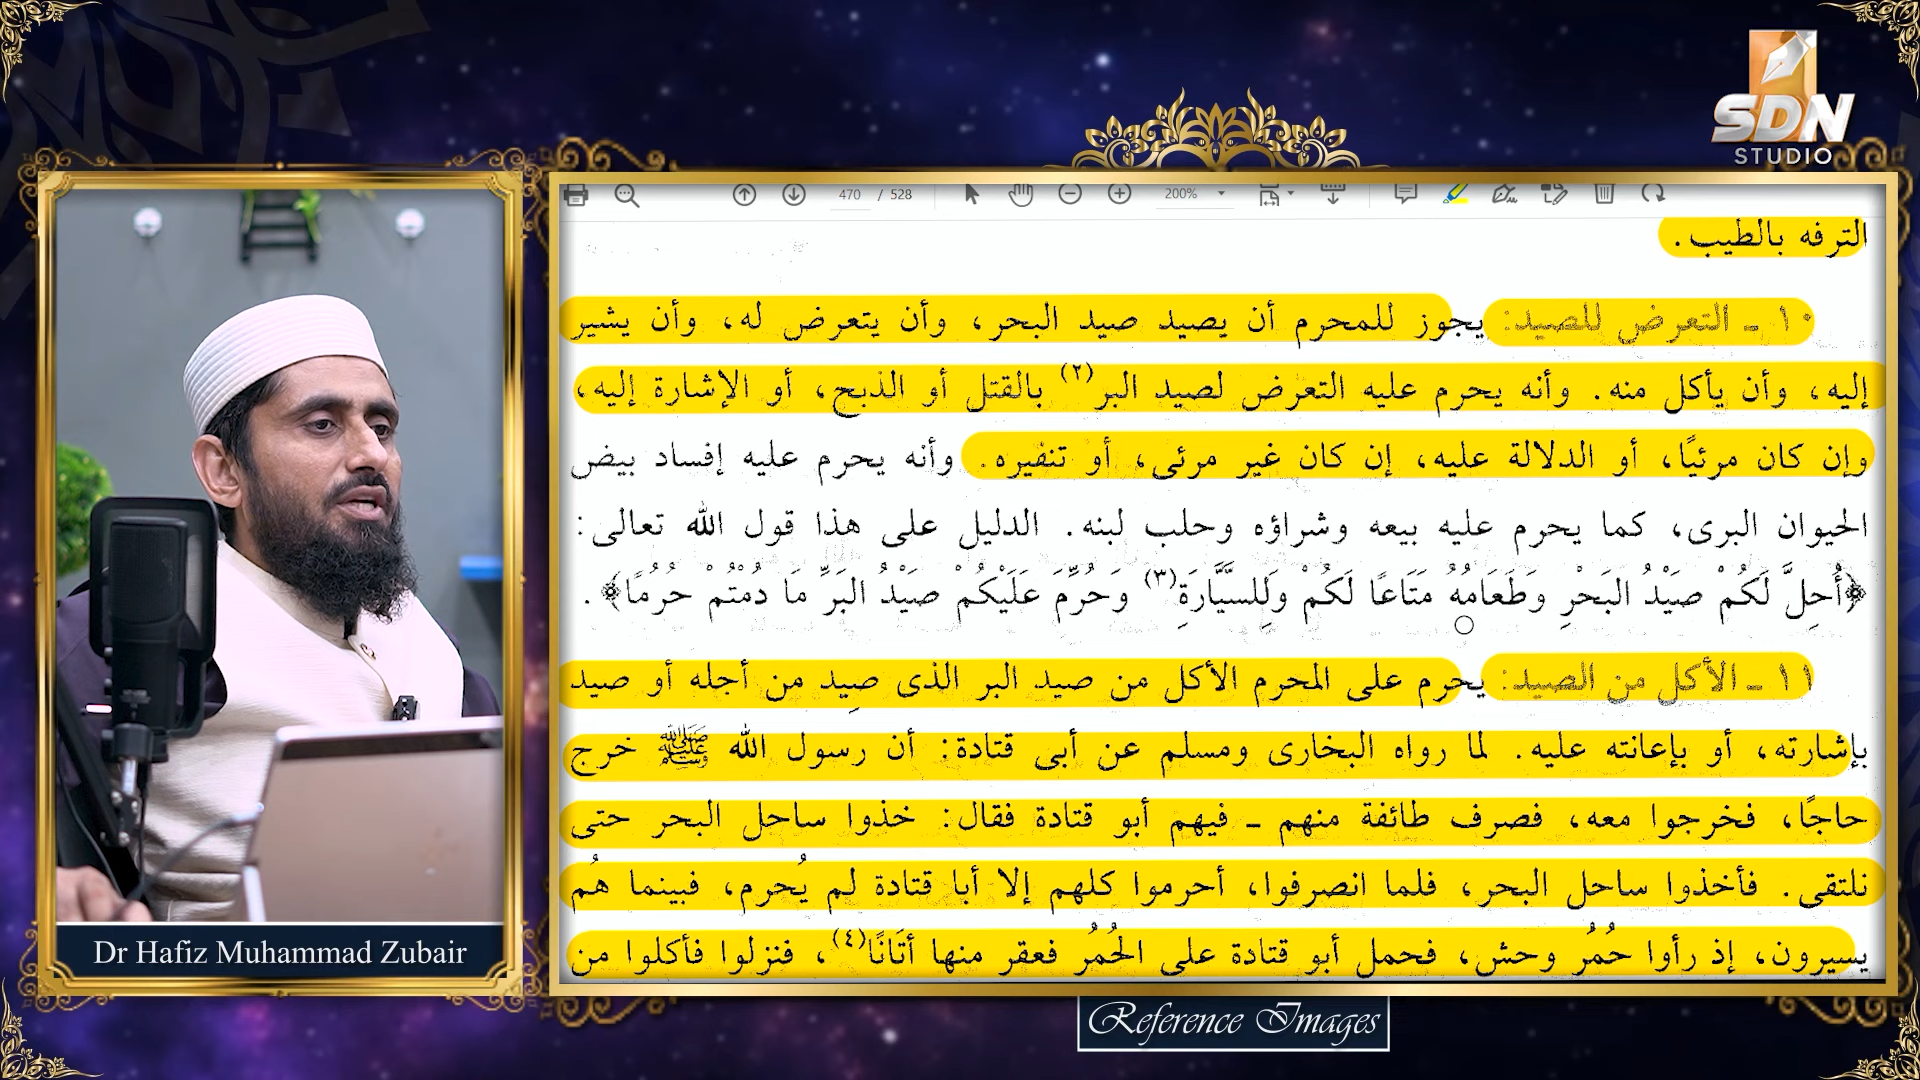 SDN
STUDIO
470 / 528
200%
الترفه بالطيب.
١٠ ـ التعرض للصيد: يجوز للمحرم أن يصيد صيد البحر، وأن يتعرض له، وأن يشير
إليه، وأن يأكل منه. وأنه يحرم عليه التعرض لصيد البر(٢) بالقتل أو الذبح، أو الإشارة إليه،
وإن كان مرئيًا، أو الدلالة عليه، إن كان غير مرئى، أو تنفيره. وأنه يحرم عليه إفساد بيض
الحيوان البرى، كما يحرم عليه بيعه وشراؤه وحلب لبنه. الدليل على هذا قول الله تعالى:
﴿أُحِلَّ لَكُمْ صَيْدُ البَحْرِ وَطَعَامُهُ مَتَاعًا لَكُمْ وَلِلسَّيَّارَةِ(٣) وَحُرِّمَ عَلَيْكُمْ صَيْدُ البَرِّ مَا دُمْتُمْ حُرُمًا﴾.
١١ ـ الأكل من الصيد: يحرم على المحرم الأكل من صيد البر الذى صِيد من أجله أو صيد
بإشارته، أو بإعانته عليه. لما رواه البخارى ومسلم عن أبى قتادة: أن رسول الله ﷺ خرج
حاجًا، فخرجوا معه، فصرف طائفة منهم ـ فيهم أبو قتادة فقال: خذوا ساحل البحر حتى
نلتقى. فأخذوا ساحل البحر، فلما انصرفوا، أحرموا كلهم إلا أبا قتادة لم يُحرم، فبينما هُم
يسيرون، إذ رأوا حُمُر وحش، فحمل أبو قتادة على الحُمُر فعقر منها أتَانًا(٤)، فنزلوا فأكلوا من
Dr Hafiz Muhammad Zubair
Reference Images